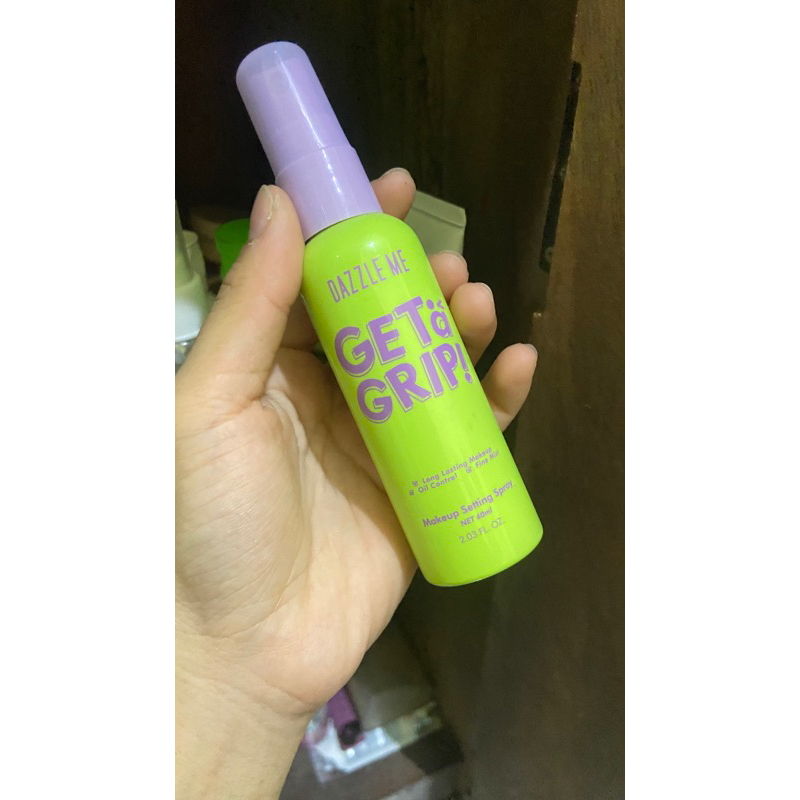 DAZZLE ME
GET a
GRIP!
Long Lasting Makeup
Oil Control Fine Mist
Makeup Setting Spray
NET 60ml
2.03 FL. OZ.